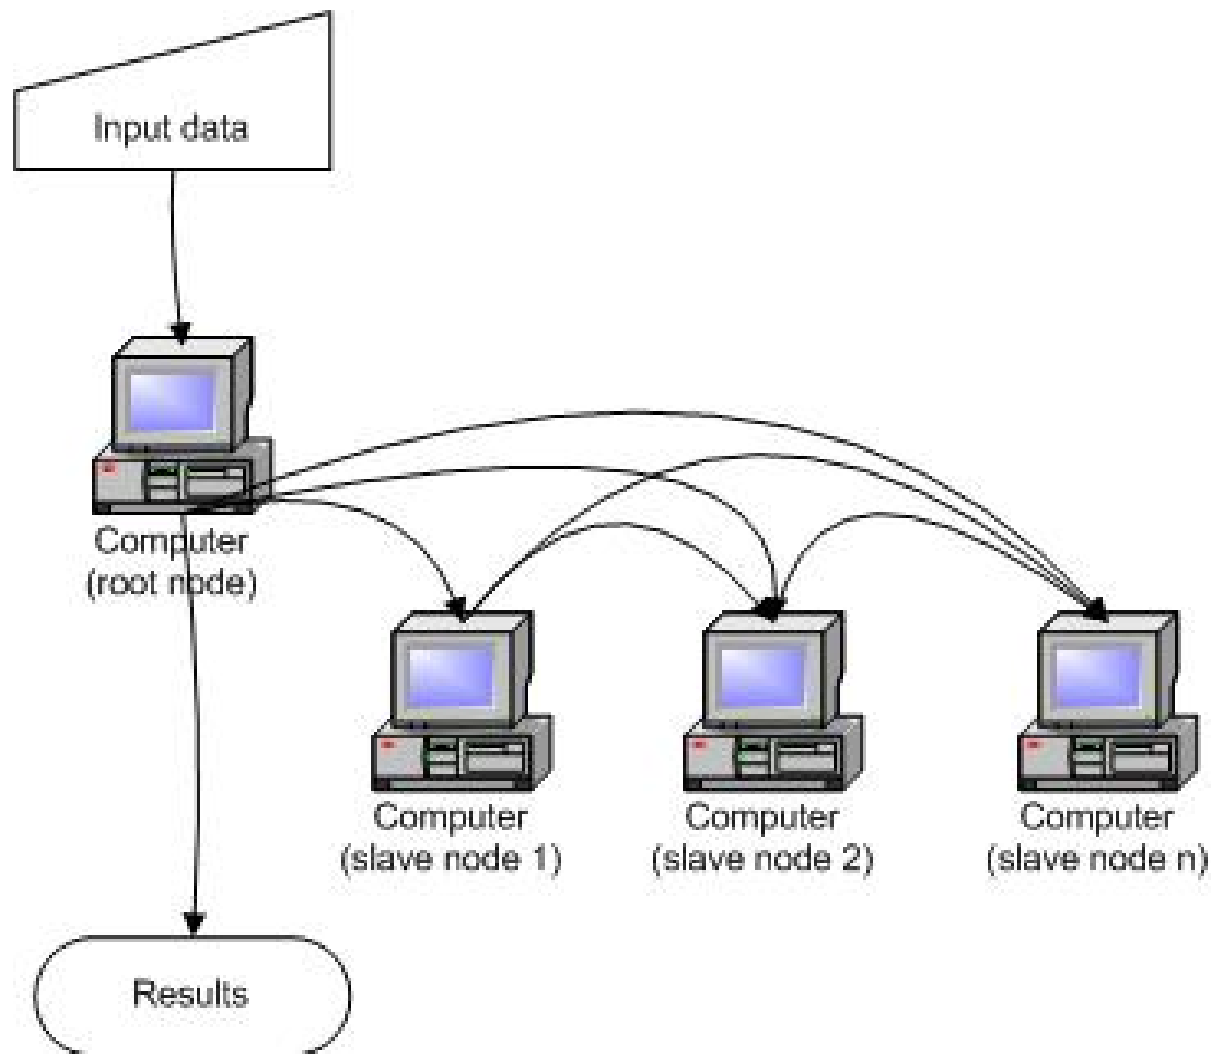 Input data
Computer
(root node)
Computer
(slave node 1)
Computer
(slave node 2)
Computer
(slave node n)
Results